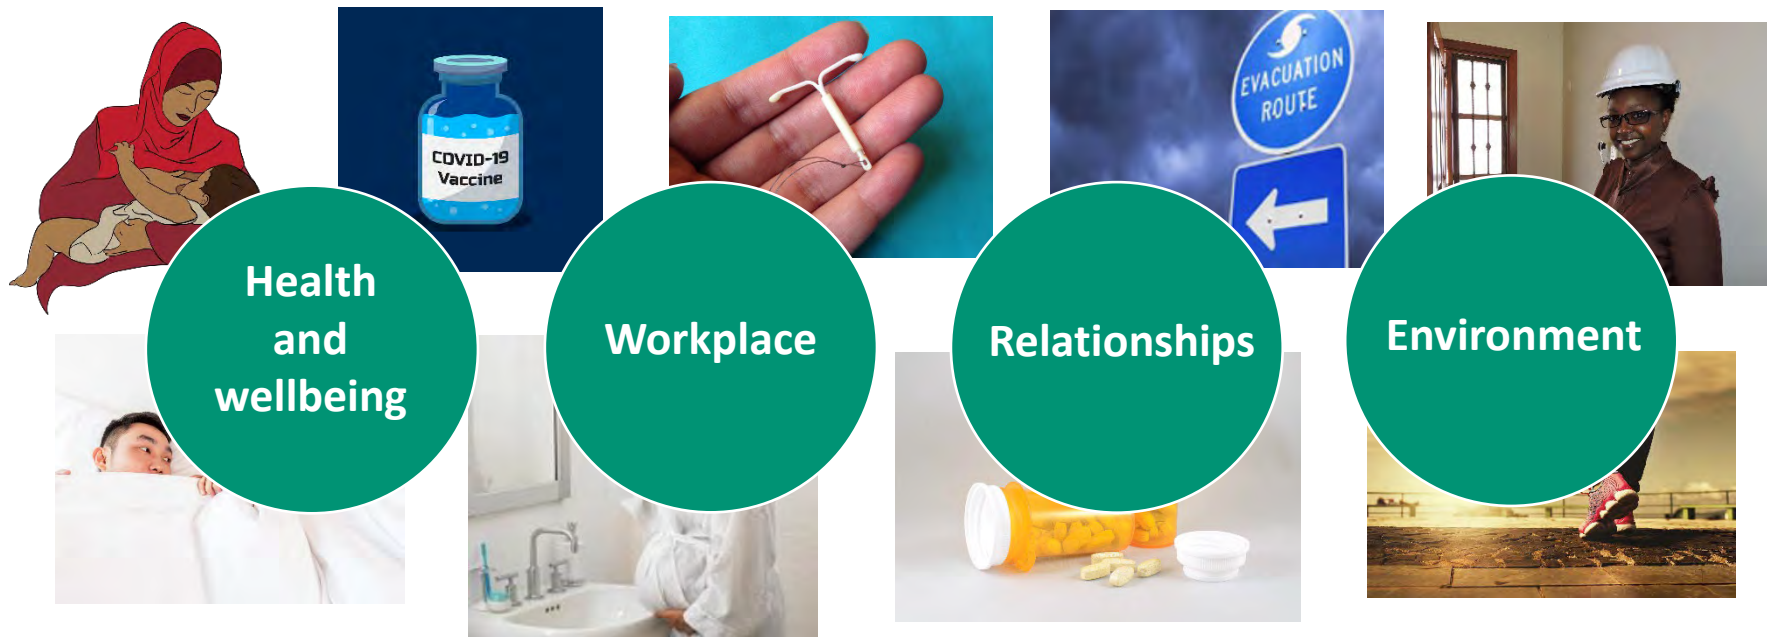 COVID-19
Vaccine
EVACUATION
ROUTE
Health
and
wellbeing
Workplace
Relationships
Environment